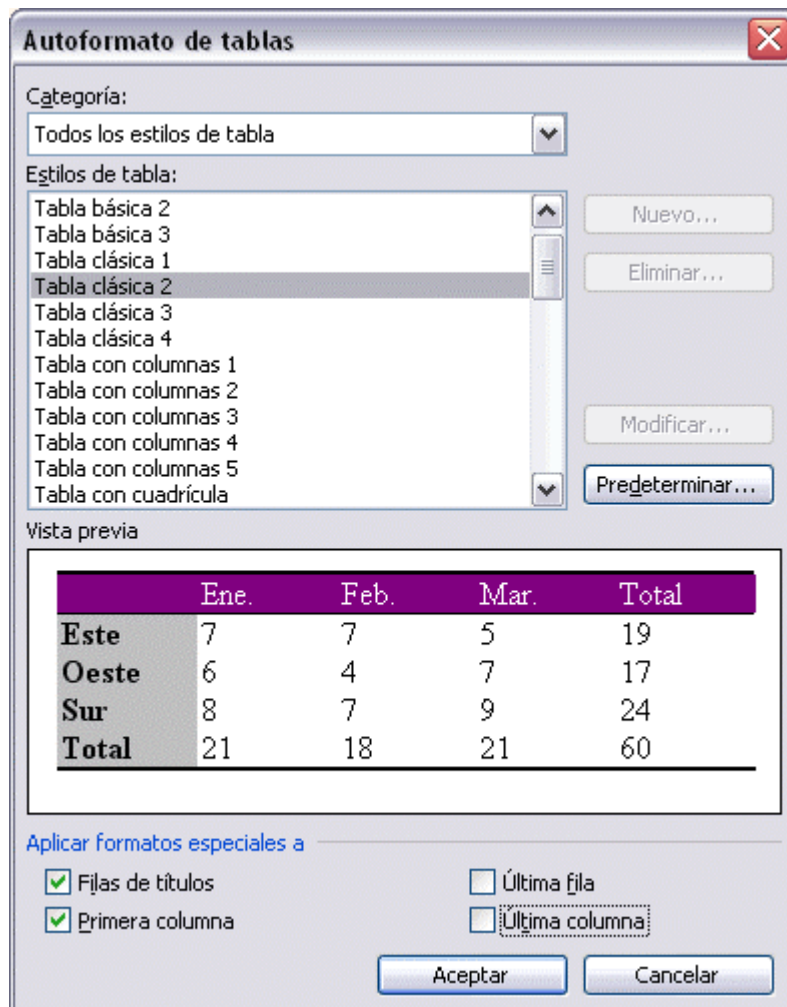 Autoformato de tablas
Categoría:
Todos los estilos de tabla
Estilos de tabla:
Tabla básica 2
Tabla básica 3
Tabla clásica 1
Tabla clásica 2
Tabla clásica 3
Tabla clásica 4
Tabla con columnas 1
Tabla con columnas 2
Tabla con columnas 3
Tabla con columnas 4
Tabla con columnas 5
Tabla con cuadrícula
Nuevo...
Eliminar...
Modificar...
Predeterminar...
Vista previa
Ene. Feb. Mar. Total
Este 7 7 5 19
Oeste 6 4 7 17
Sur 8 7 9 24
Total 21 18 21 60
Aplicar formatos especiales a
Filas de títulos
Última fila
Primera columna
Última columna
Aceptar
Cancelar